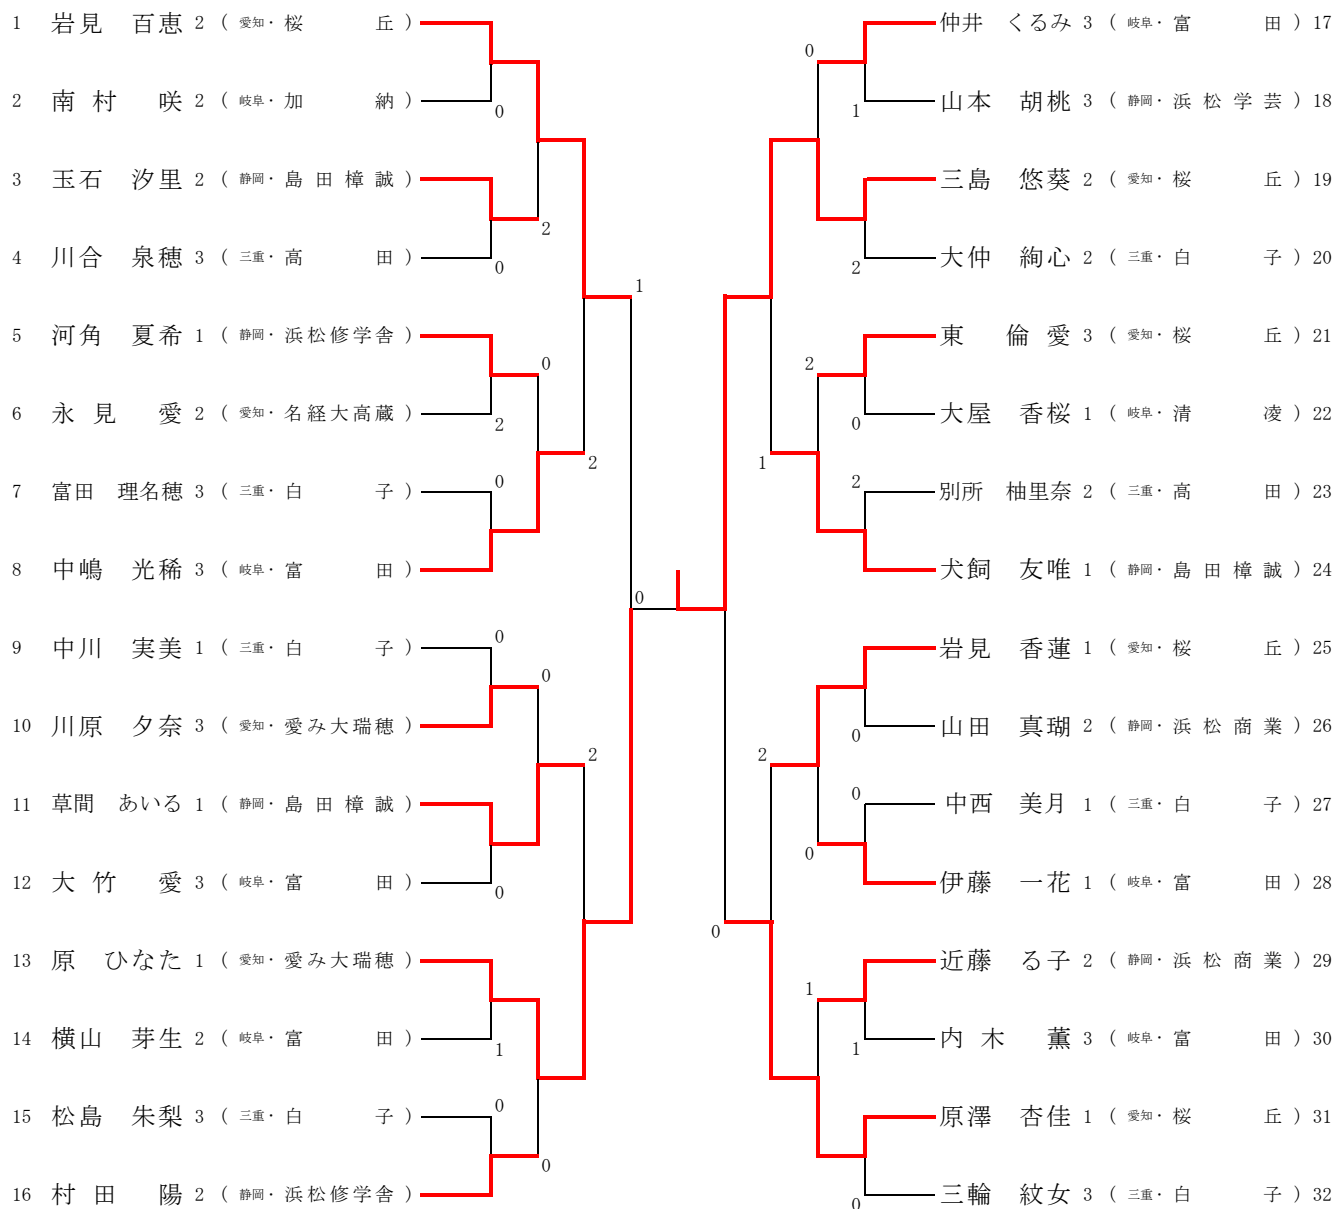 1 岩見 百恵 2 ( 愛知・桜 丘 )
0
2 南村 咲 2 ( 岐阜・加 納 )
3 玉石 汐里 2 ( 静岡・島田樟誠 )
2
4 川合 泉穂 3 ( 三重・高 田 )
0
1
5 河角 夏希 1 ( 静岡・浜松修学舎 )
0
6 永見 愛 2 ( 愛知・名経大高蔵 )
2
2
7 富田 理名穂 3 ( 三重・白 子 )
0
8 中嶋 光稀 3 ( 岐阜・富 田 )
0
9 中川 実美 1 ( 三重・白 子 )
0
0
10 川原 夕奈 3 ( 愛知・愛み大瑞穂 )
2
11 草間 あいる 1 ( 静岡・島田樟誠 )
12 大竹 愛 3 ( 岐阜・富 田 )
0
13 原 ひなた 1 ( 愛知・愛み大瑞穂 )
14 横山 芽生 2 ( 岐阜・富 田 )
1
15 松島 朱梨 3 ( 三重・白 子 )
0
0
16 村田 陽 2 ( 静岡・浜松修学舎 )
仲井 くるみ 3 ( 岐阜・富 田 ) 17
0
山本 胡桃 3 ( 静岡・浜松学芸 ) 18
1
三島 悠葵 2 ( 愛知・桜 丘 ) 19
大仲 絢心 2 ( 三重・白 子 ) 20
2
東 倫愛 3 ( 愛知・桜 丘 ) 21
2
大屋 香桜 1 ( 岐阜・清 凌 ) 22
0
1
別所 柚里奈 2 ( 三重・高 田 ) 23
2
犬飼 友唯 1 ( 静岡・島田樟誠 ) 24
岩見 香蓮 1 ( 愛知・桜 丘 ) 25
山田 真瑚 2 ( 静岡・浜松商業 ) 26
0
2
中西 美月 1 ( 三重・白 子 ) 27
0
0
伊藤 一花 1 ( 岐阜・富 田 ) 28
0
近藤 る子 2 ( 静岡・浜松商業 ) 29
1
内木 薫 3 ( 岐阜・富 田 ) 30
1
原澤 杏佳 1 ( 愛知・桜 丘 ) 31
三輪 紋女 3 ( 三重・白 子 ) 32
0